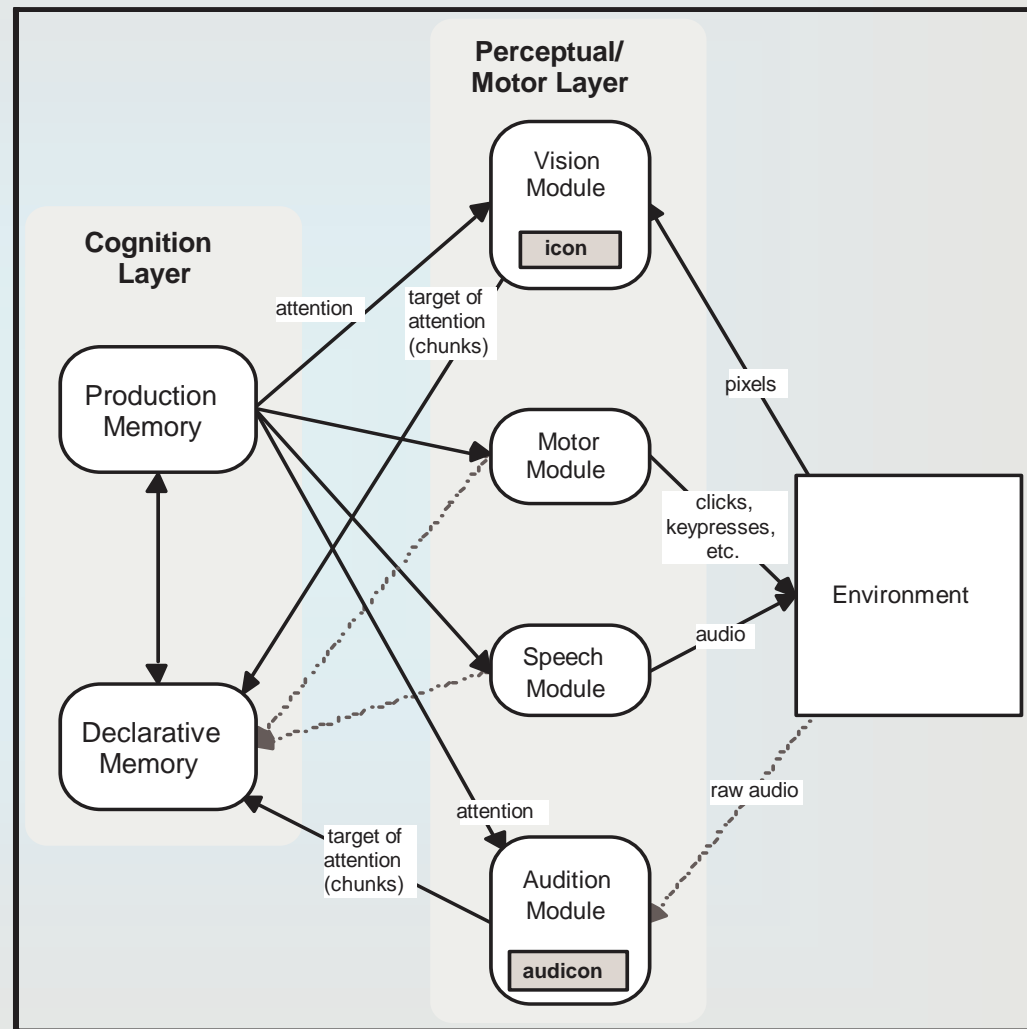 Perceptual/
Motor Layer
Vision
Module
icon
Cognition
Layer
attention
target of
attention
(chunks)
Production
Memory
pixels
Motor
Module
clicks,
keypresses,
etc.
Environment
audio
Speech
Module
Declarative
Memory
raw audio
attention
target of
attention
(chunks)
Audition
Module
audicon